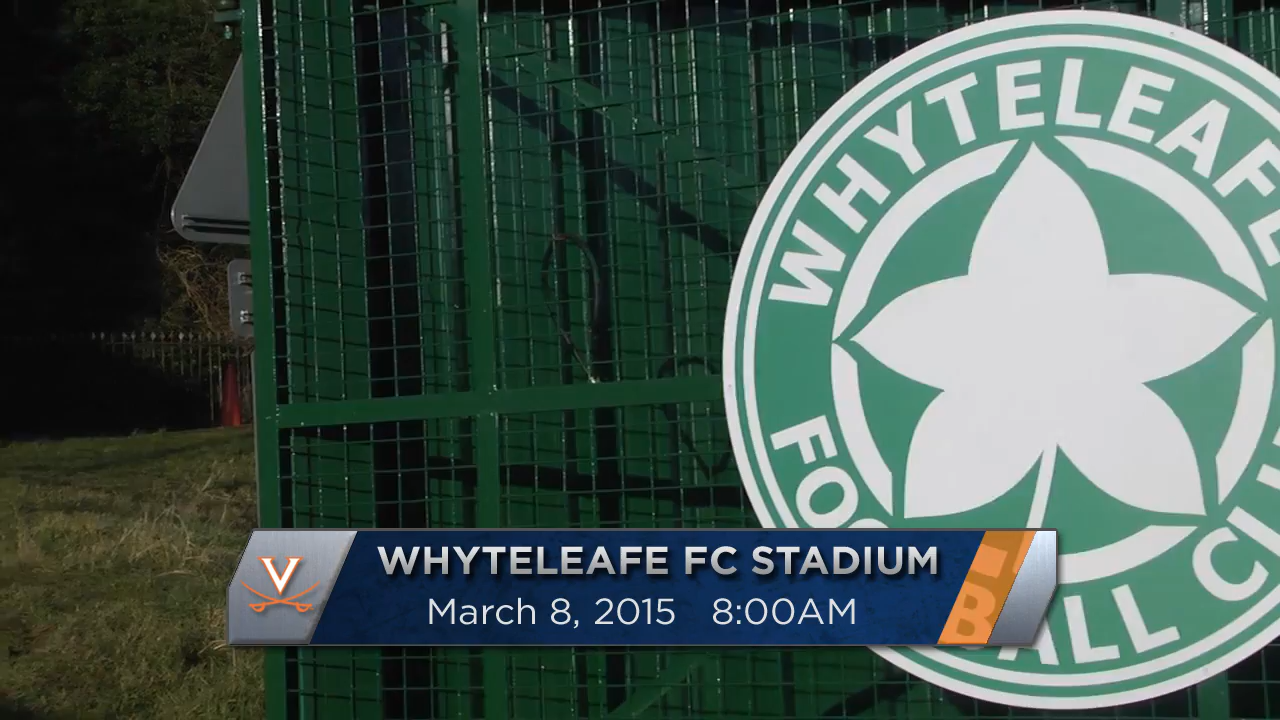 WHYTELEAFE
FOOTBALL CLUB
WHYTELEAFE FC STADIUM
March 8, 2015 8:00AM
V